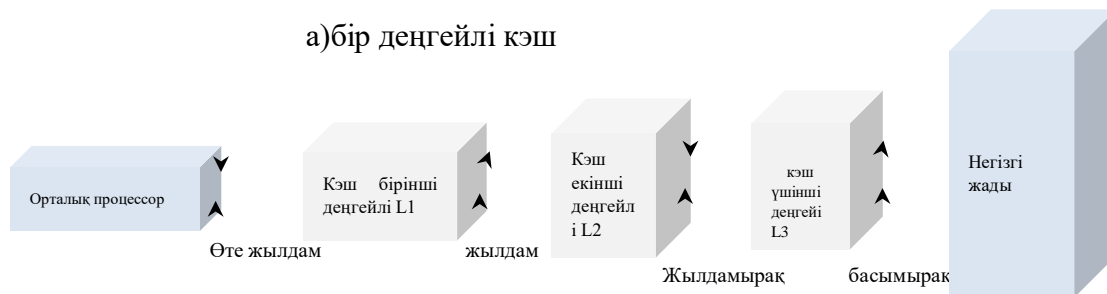 а)бір деңгейлі кэш
Орталық процессор
Кэш бірінші
деңгейлі L1
Кэш
екінші
деңгейл
і L2
кэш
үшінші
деңгейі
L3
Негізгі
жады
Өте жылдам
жылдам
Жылдамырақ
басымырақ